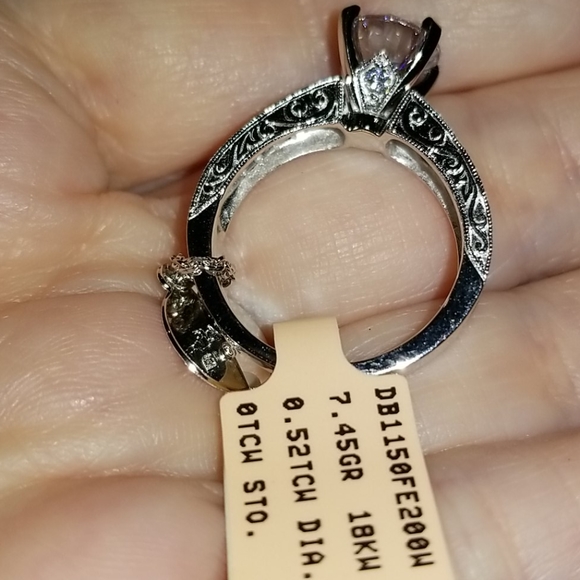 DB1150FE200W
7.45GR 18KW
0.52TCW DIA.
0TCW STO.